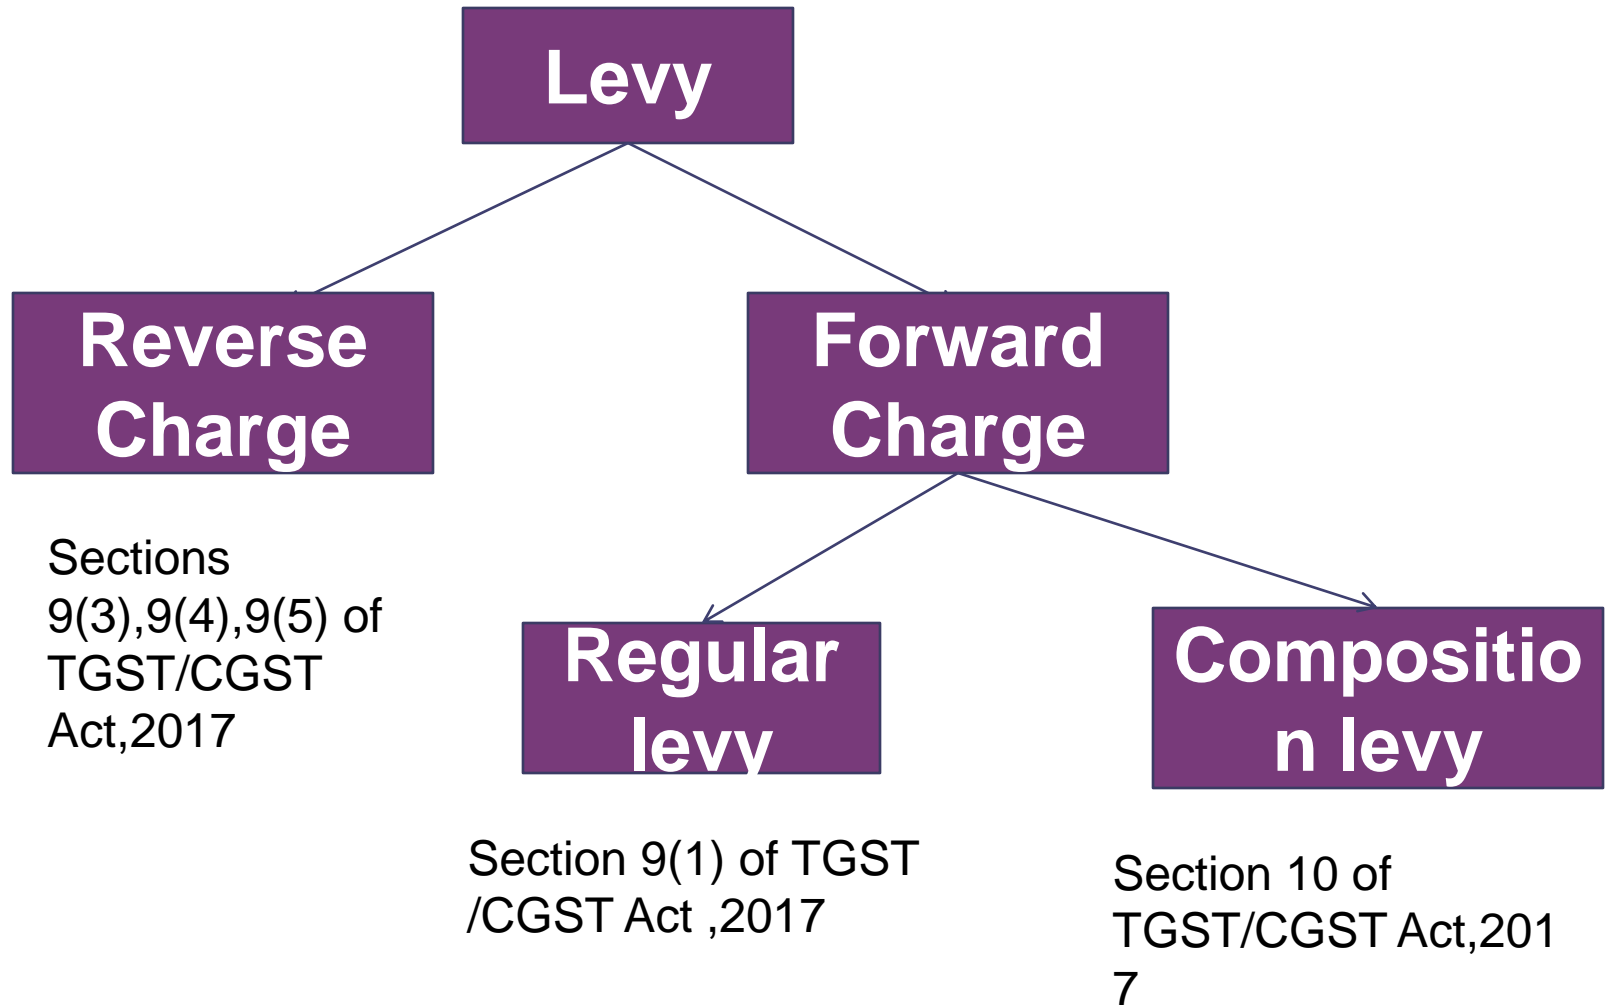 Levy
Reverse
Charge
Forward
Charge
Sections
9(3),9(4),9(5) of
TGST/CGST
Act,2017
Regular
levy
Compositio
n levy
Section 9(1) of TGST
/CGST Act ,2017
Section 10 of
TGST/CGST Act,201
7